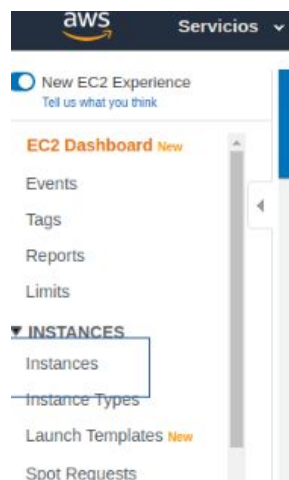 aws Servicios
New EC2 Experience
Tell us what you think
EC2 Dashboard New
Events
Tags
Reports
Limits
INSTANCES
Instances
Instance Types
Launch Templates New
Spot Requests